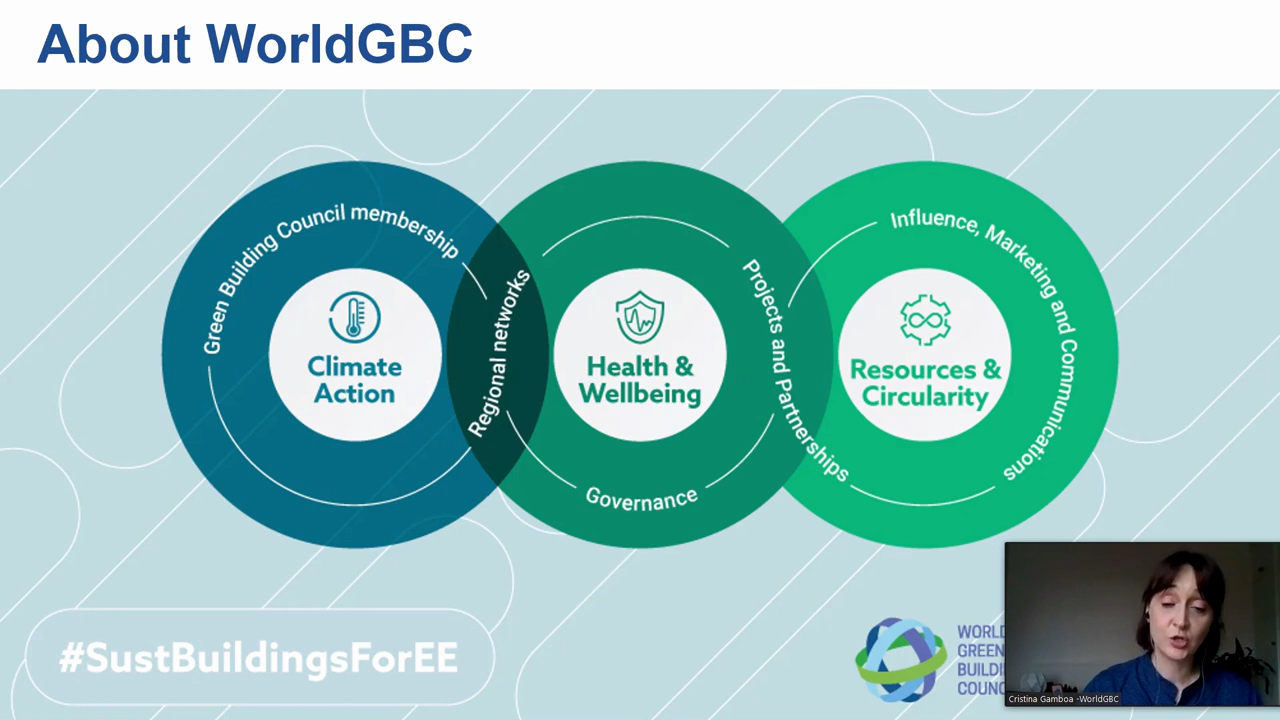 About WorldGBC
Green Building Council membership
Climate
Action
Regional networks
Health &
Wellbeing
Governance
Projects and Partnerships
Resources &
Circularity
Influence, Marketing and Communications
#SustBuildingsForEE
WORLD
GREEN
BUILDI
COUNC
Cristina Gamboa -WorldGBC